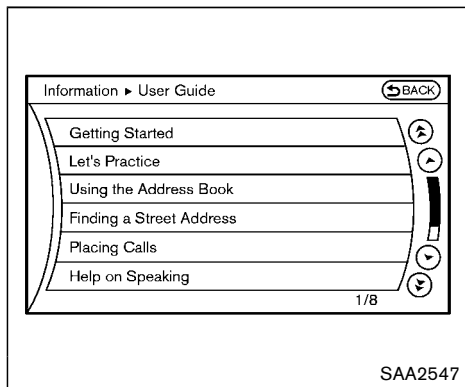 Information ▸ User Guide
BACK
Getting Started
Let's Practice
Using the Address Book
Finding a Street Address
Placing Calls
Help on Speaking
1/8
SAA2547